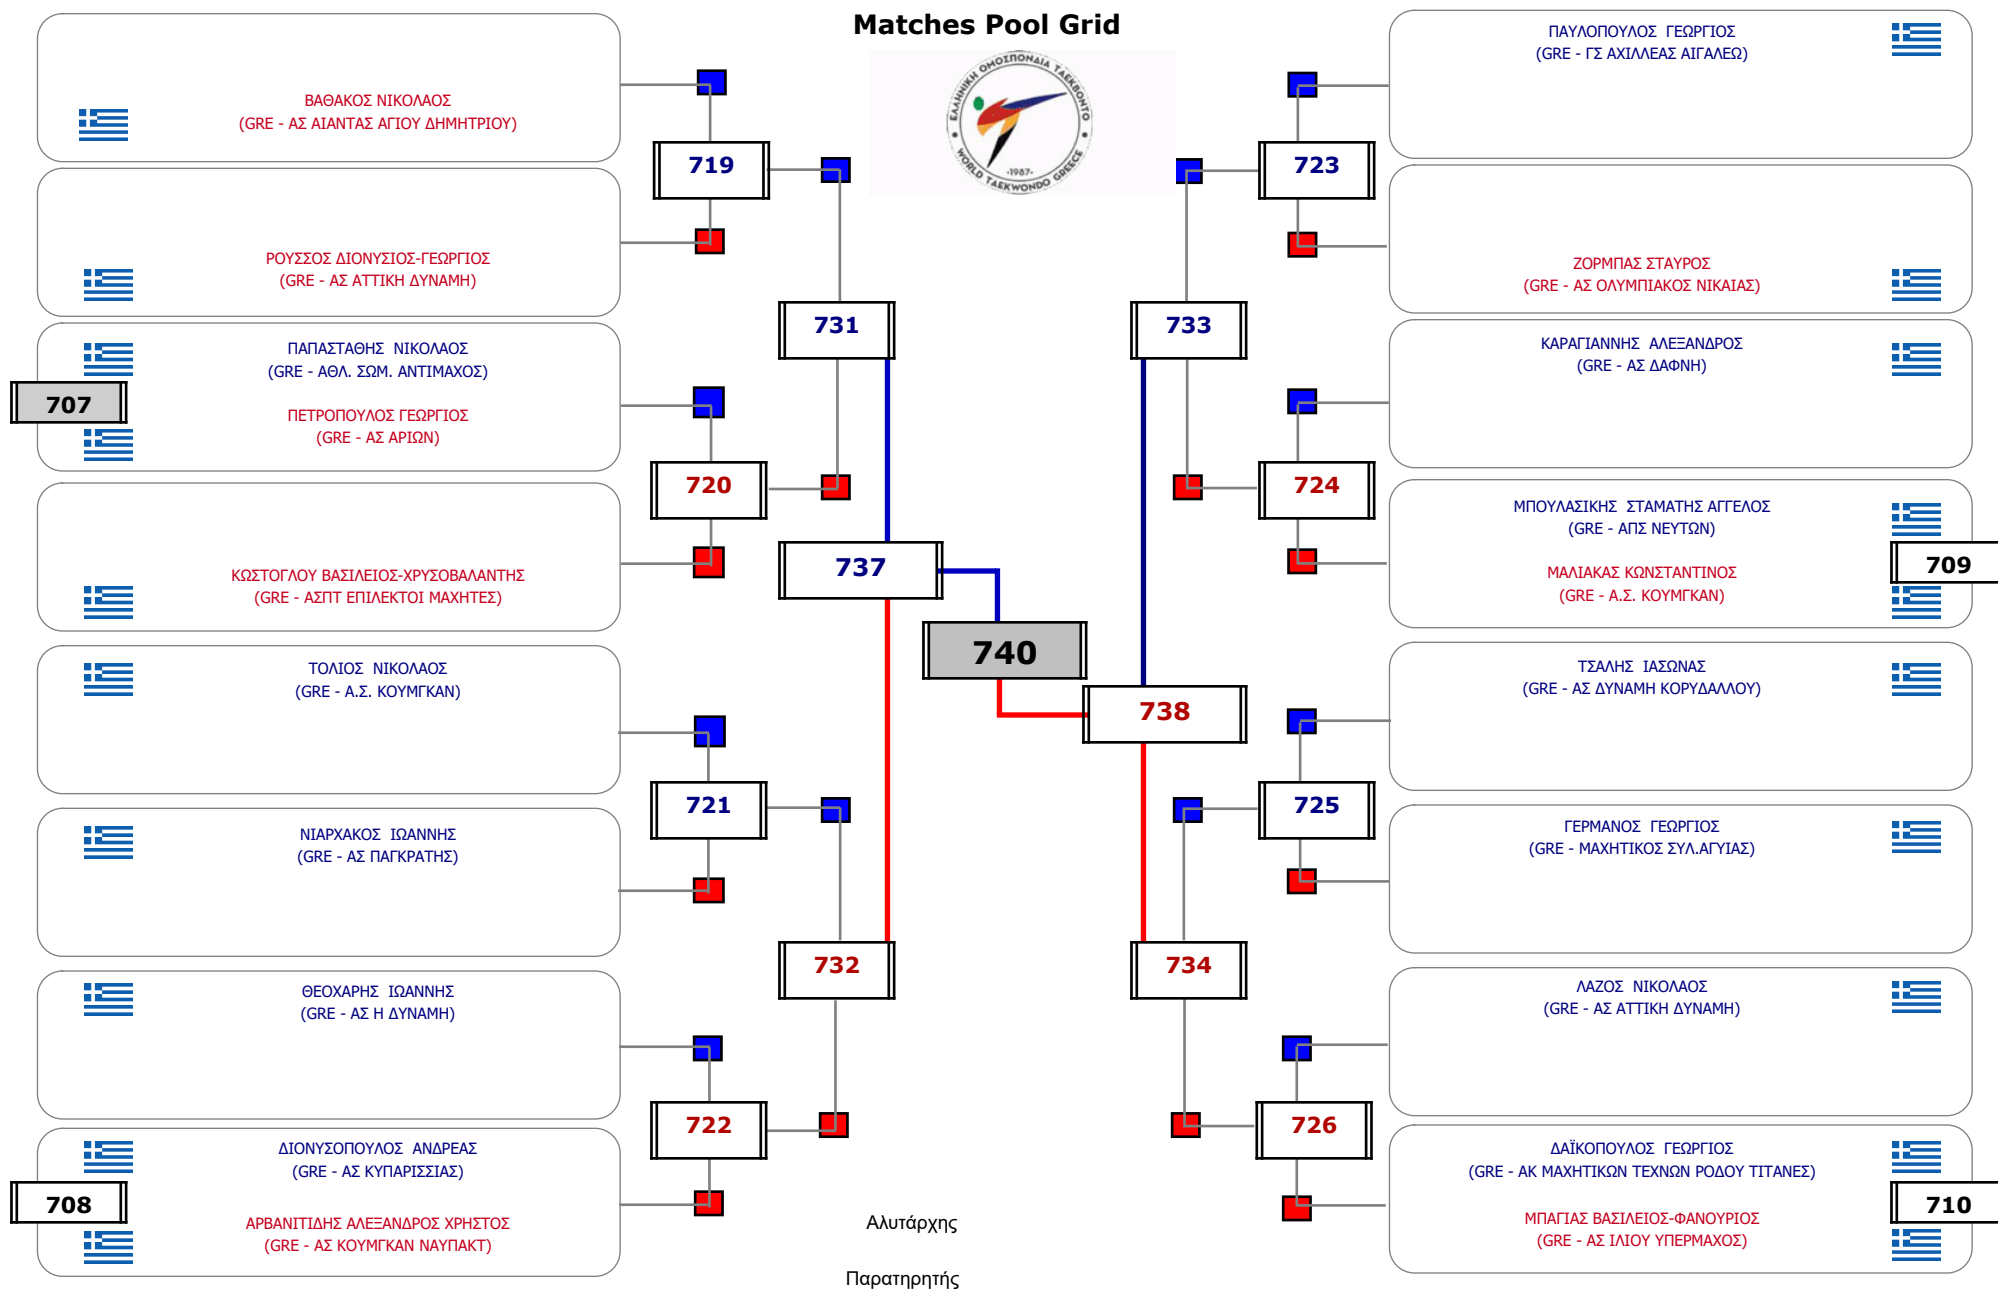 Matches Pool Grid
ΕΛΛΗΝΙΚΗ ΟΜΟΣΠΟΝΔΙΑ ΤΑΕΚΒΟΝΤΟ
WORLD TAEKWONDO GREECE
-1987-
ΒΑΘΑΚΟΣ ΝΙΚΟΛΑΟΣ
(GRE - ΑΣ ΑΙΑΝΤΑΣ ΑΓΙΟΥ ΔΗΜΗΤΡΙΟΥ)
719
ΡΟΥΣΣΟΣ ΔΙΟΝΥΣΙΟΣ-ΓΕΩΡΓΙΟΣ
(GRE - ΑΣ ΑΤΤΙΚΗ ΔΥΝΑΜΗ)
731
ΠΑΠΑΣΤΑΘΗΣ ΝΙΚΟΛΑΟΣ
(GRE - ΑΘΛ. ΣΩΜ. ΑΝΤΙΜΑΧΟΣ)
707
ΠΕΤΡΟΠΟΥΛΟΣ ΓΕΩΡΓΙΟΣ
(GRE - ΑΣ ΑΡΙΩΝ)
720
ΚΩΣΤΟΓΛΟΥ ΒΑΣΙΛΕΙΟΣ-ΧΡΥΣΟΒΑΛΑΝΤΗΣ
(GRE - ΑΣΠΤ ΕΠΙΛΕΚΤΟΙ ΜΑΧΗΤΕΣ)
737
ΤΟΛΙΟΣ ΝΙΚΟΛΑΟΣ
(GRE - Α.Σ. ΚΟΥΜΓΚΑΝ)
721
ΝΙΑΡΧΑΚΟΣ ΙΩΑΝΝΗΣ
(GRE - ΑΣ ΠΑΓΚΡΑΤΗΣ)
732
ΘΕΟΧΑΡΗΣ ΙΩΑΝΝΗΣ
(GRE - ΑΣ Η ΔΥΝΑΜΗ)
722
ΔΙΟΝΥΣΟΠΟΥΛΟΣ ΑΝΔΡΕΑΣ
(GRE - ΑΣ ΚΥΠΑΡΙΣΣΙΑΣ)
708
ΑΡΒΑΝΙΤΙΔΗΣ ΑΛΕΞΑΝΔΡΟΣ ΧΡΗΣΤΟΣ
(GRE - ΑΣ ΚΟΥΜΓΚΑΝ ΝΑΥΠΑΚΤ)
740
ΠΑΥΛΟΠΟΥΛΟΣ ΓΕΩΡΓΙΟΣ
(GRE - ΓΣ ΑΧΙΛΛΕΑΣ ΑΙΓΑΛΕΩ)
723
ΖΟΡΜΠΑΣ ΣΤΑΥΡΟΣ
(GRE - ΑΣ ΟΛΥΜΠΙΑΚΟΣ ΝΙΚΑΙΑΣ)
733
ΚΑΡΑΓΙΑΝΝΗΣ ΑΛΕΞΑΝΔΡΟΣ
(GRE - ΑΣ ΔΑΦΝΗ)
724
ΜΠΟΥΛΑΣΙΚΗΣ ΣΤΑΜΑΤΗΣ ΑΓΓΕΛΟΣ
(GRE - ΑΠΣ ΝΕΥΤΩΝ)
709
ΜΑΛΙΑΚΑΣ ΚΩΝΣΤΑΝΤΙΝΟΣ
(GRE - Α.Σ. ΚΟΥΜΓΚΑΝ)
738
ΤΣΑΛΗΣ ΙΑΣΩΝΑΣ
(GRE - ΑΣ ΔΥΝΑΜΗ ΚΟΡΥΔΑΛΛΟΥ)
725
ΓΕΡΜΑΝΟΣ ΓΕΩΡΓΙΟΣ
(GRE - ΜΑΧΗΤΙΚΟΣ ΣΥΛ.ΑΓΥΙΑΣ)
734
ΛΑΖΟΣ ΝΙΚΟΛΑΟΣ
(GRE - ΑΣ ΑΤΤΙΚΗ ΔΥΝΑΜΗ)
726
ΔΑΪΚΟΠΟΥΛΟΣ ΓΕΩΡΓΙΟΣ
(GRE - ΑΚ ΜΑΧΗΤΙΚΩΝ ΤΕΧΝΩΝ ΡΟΔΟΥ ΤΙΤΑΝΕΣ)
710
ΜΠΑΓΙΑΣ ΒΑΣΙΛΕΙΟΣ-ΦΑΝΟΥΡΙΟΣ
(GRE - ΑΣ ΙΛΙΟΥ ΥΠΕΡΜΑΧΟΣ)
Αλυτάρχης
Παρατηρητής